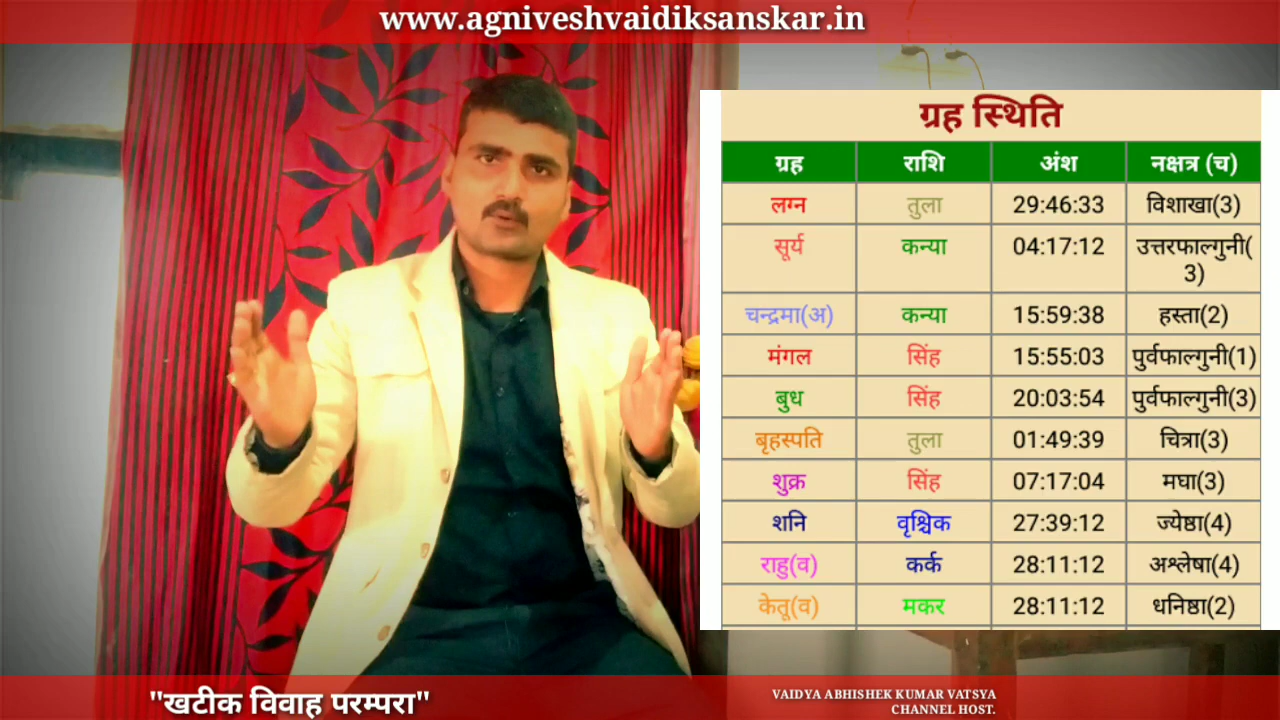 www.agniveshvaidiksanskar.in
ग्रह स्थिति
ग्रह राशि अंश नक्षत्र (च)
लग्न तुला 29:46:33 विशाखा(3)
सूर्य कन्या 04:17:12 उत्तरफाल्गुनी(
3)
चन्द्रमा(अ) कन्या 15:59:38 हस्ता(2)
मंगल सिंह 15:55:03 पुर्वफाल्गुनी(1)
बुध सिंह 20:03:54 पुर्वफाल्गुनी(3)
बृहस्पति तुला 01:49:39 चित्रा(3)
शुक्र सिंह 07:17:04 मघा(3)
शनि वृश्चिक 27:39:12 ज्येष्ठा(4)
राहु(व) कर्क 28:11:12 अश्लेषा(4)
केतू(व) मकर 28:11:12 धनिष्ठा(2)
"खटीक विवाह परम्परा"
VAIDYA ABHISHEK KUMAR VATSYA
CHANNEL HOST.